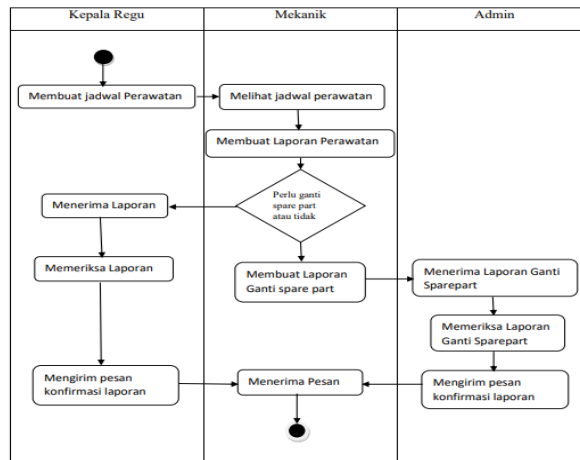 Kepala Regu
Mekanik
Admin
Membuat jadwal Perawatan
Melihat jadwal perawatan
Membuat Laporan Perawatan
Perlu ganti
spare part
atau tidak
Menerima Laporan
Memeriksa Laporan
Membuat Laporan
Ganti spare part
Menerima Laporan Ganti
Sparepart
Memeriksa Laporan
Ganti Sparepart
Mengirim pesan
konfirmasi laporan
Menerima Pesan
Mengirim pesan
konfirmasi laporan